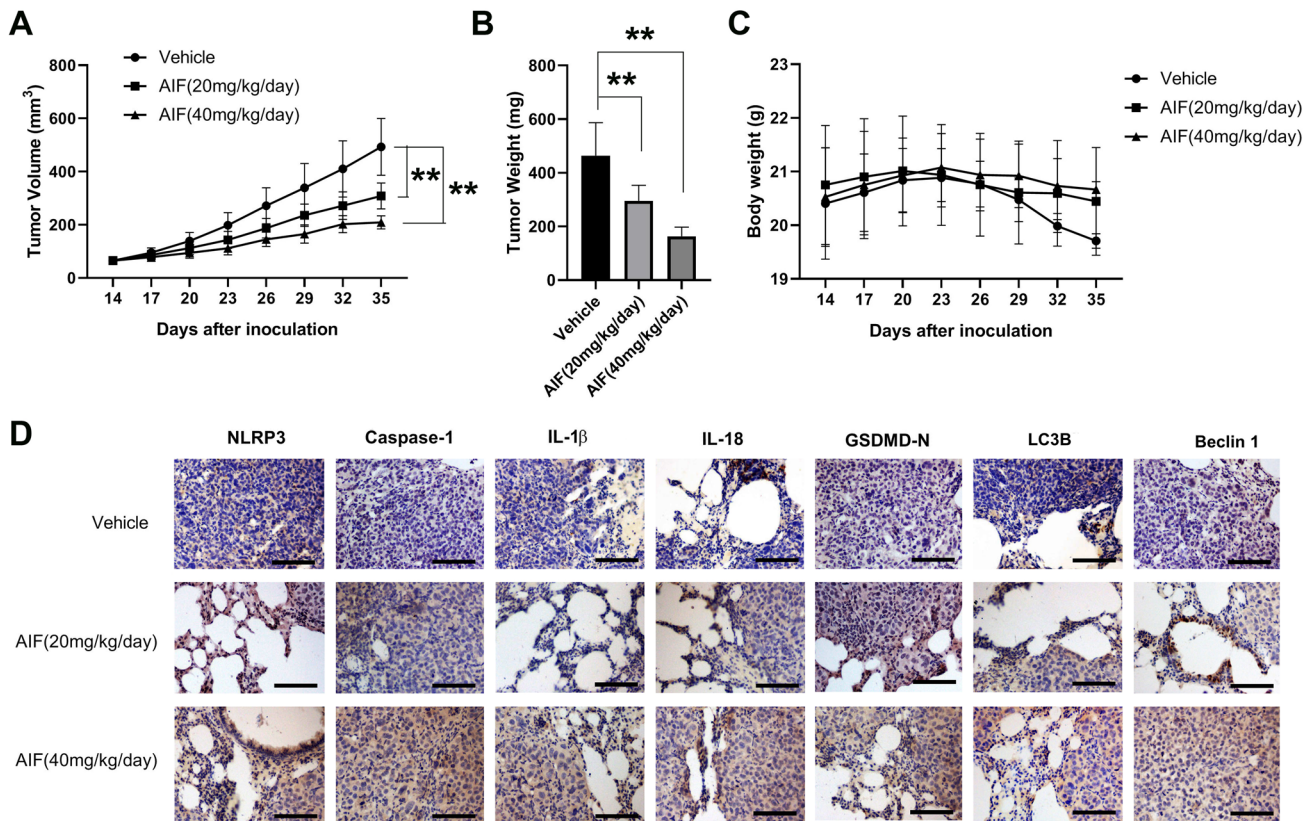 A
Vehicle
AIF(20mg/kg/day)
AIF(40mg/kg/day)
Tumor Volume (mm³)
800
600
400
200
0
14 17 20 23 26 29 32 35
Days after inoculation
**
**
B
**
**
Tumor Weight (mg)
800
600
400
200
0
Vehicle
AIF(20mg/kg/day)
AIF(40mg/kg/day)
C
Vehicle
AIF(20mg/kg/day)
AIF(40mg/kg/day)
Body weight (g)
23
22
21
20
19
14 17 20 23 26 29 32 35
Days after inoculation
D
NLRP3 Caspase-1 IL-1β IL-18 GSDMD-N LC3B Beclin 1
Vehicle
AIF(20mg/kg/day)
AIF(40mg/kg/day)